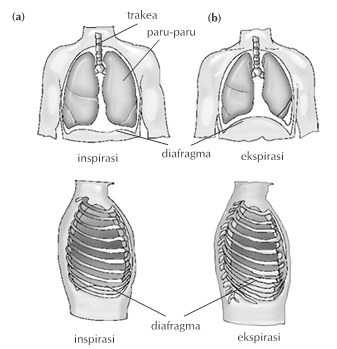 (a)
trakea
(b)
paru-paru
inspirasi
diafragma
ekspirasi
inspirasi
diafragma
ekspirasi